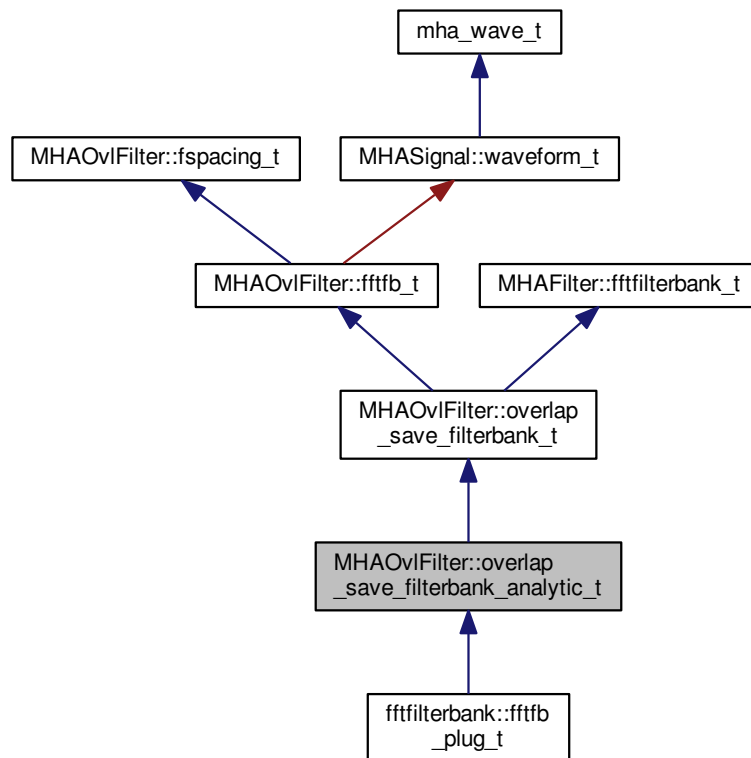 mha_wave_t
MHAOvlFilter::fspacing_t
MHASignal::waveform_t
MHAOvlFilter::fftfb_t
MHAFilter::fftfilterbank_t
MHAOvlFilter::overlap
_save_filterbank_t
MHAOvlFilter::overlap
_save_filterbank_analytic_t
fftfilterbank::fftfb
_plug_t